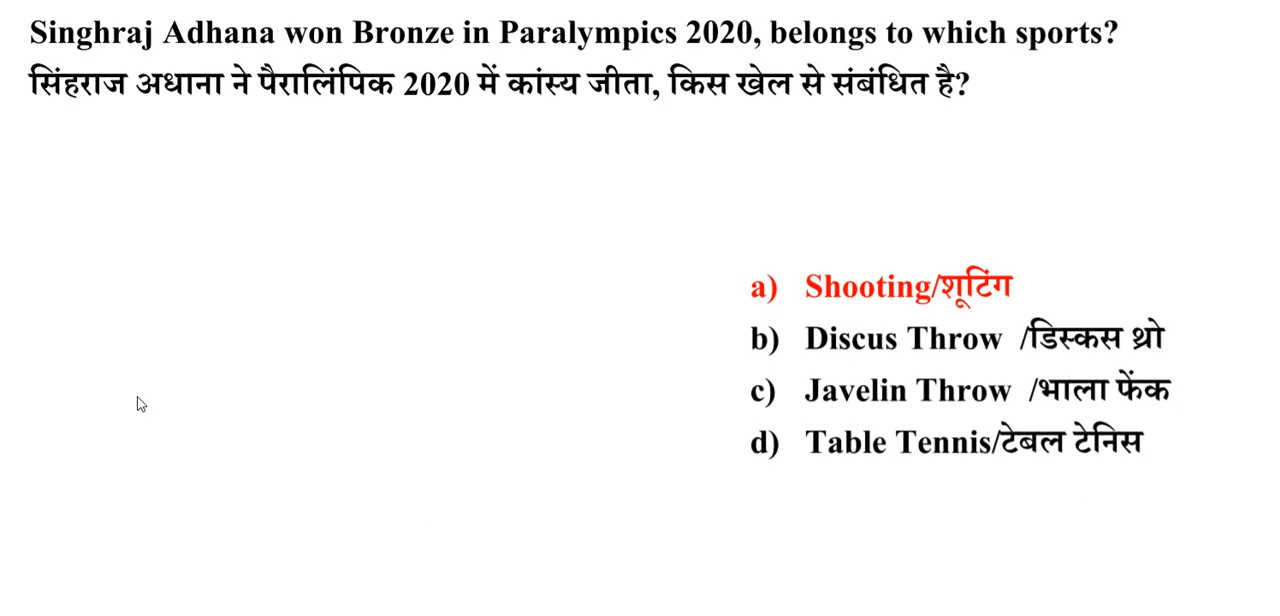 Singhraj Adhana won Bronze in Paralympics 2020, belongs to which sports?
सिंहराज अधाना ने पैरालिंपिक 2020 में कांस्य जीता, किस खेल से संबंधित है?
a) Shooting/शूटिंग
b) Discus Throw /डिस्कस थ्रो
c) Javelin Throw /भाला फेंक
d) Table Tennis/टेबल टेनिस